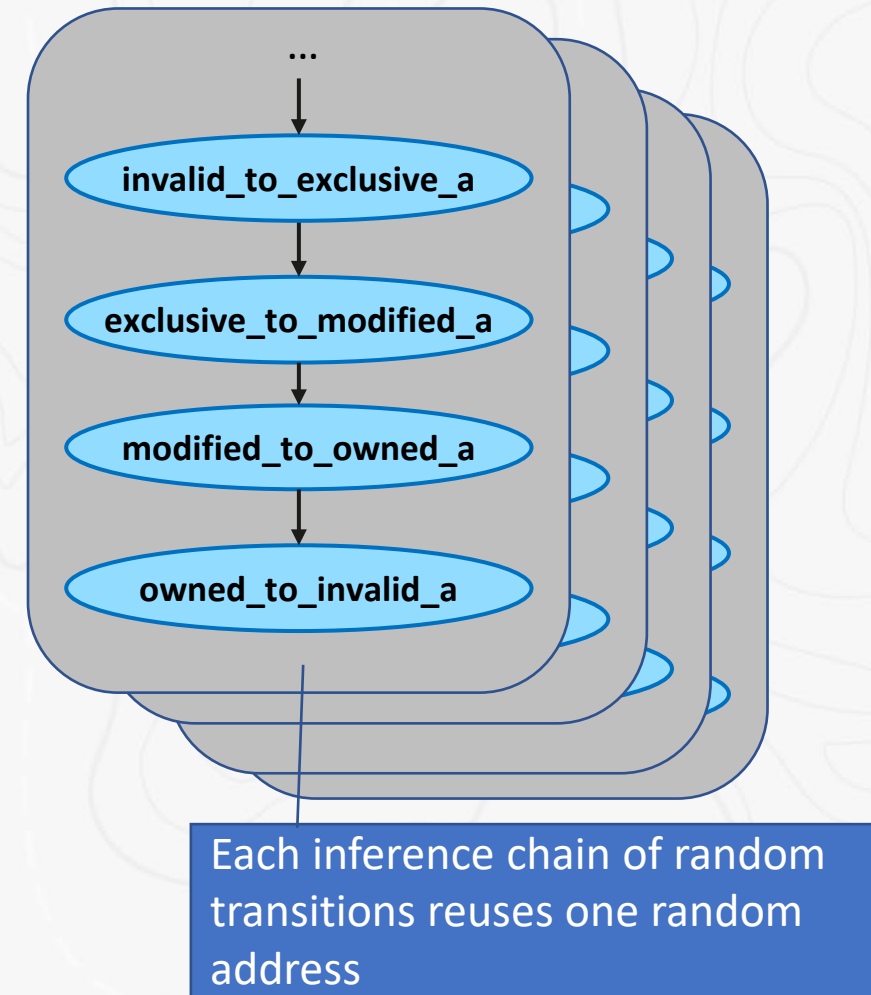 ...
invalid_to_exclusive_a
exclusive_to_modified_a
modified_to_owned_a
owned_to_invalid_a
Each inference chain of random
transitions reuses one random
address